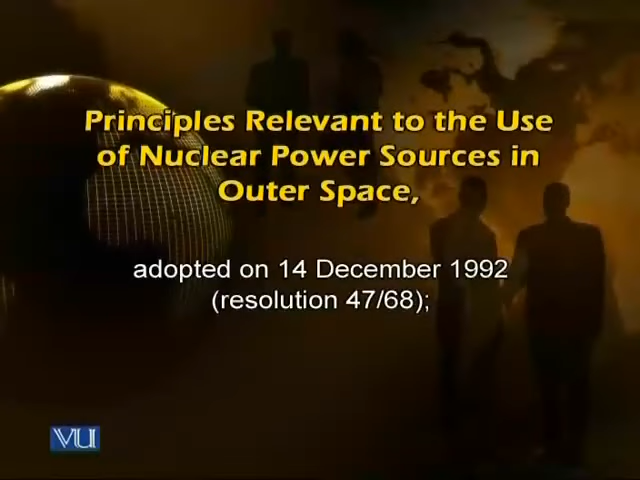 Principles Relevant to the Use
of Nuclear Power Sources in
Outer Space,
adopted on 14 December 1992
(resolution 47/68);
VU